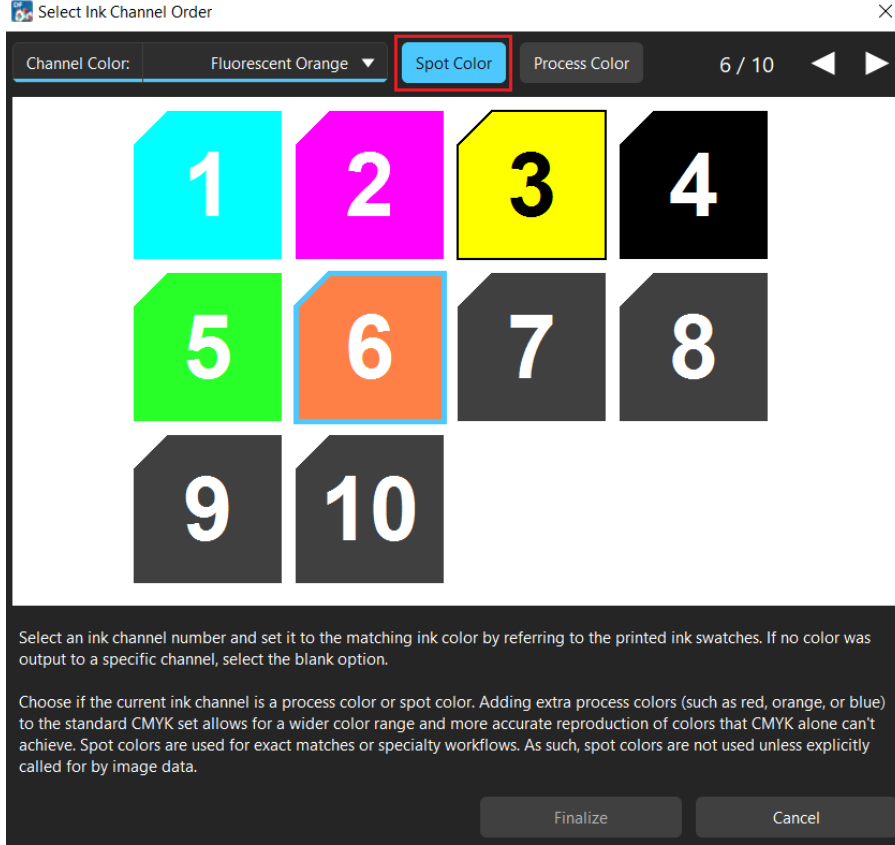 Select Ink Channel Order
Channel Color: Fluorescent Orange Spot Color Process Color 6 / 10
1 2 3 4
5 6 7 8
9 10
Select an ink channel number and set it to the matching ink color by referring to the printed ink swatches. If no color was
output to a specific channel, select the blank option.
Choose if the current ink channel is a process color or spot color. Adding extra process colors (such as red, orange, or blue)
to the standard CMYK set allows for a wider color range and more accurate reproduction of colors that CMYK alone can't
achieve. Spot colors are used for exact matches or specialty workflows. As such, spot colors are not used unless explicitly
called for by image data.
Finalize Cancel